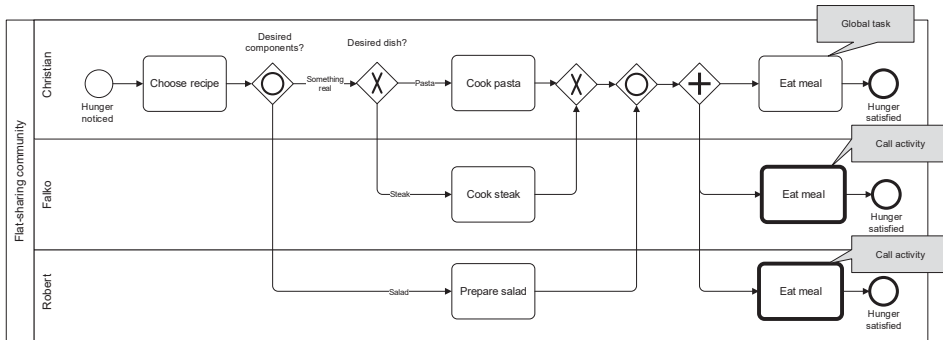 Global task
Desired
components?
Desired dish?
Flat-sharing community
Christian
Hunger
noticed
Choose recipe
Something
real
Pasta
Cook pasta
Eat meal
Hunger
satisfied
Call activity
Falko
Steak
Cook steak
Eat meal
Hunger
satisfied
Call activity
Robert
Salad
Prepare salad
Eat meal
Hunger
satisfied